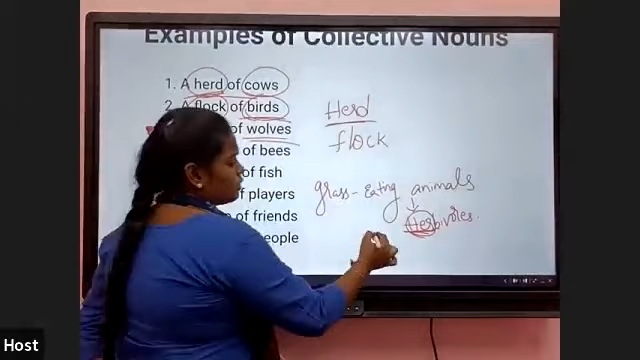 Examples of Collective Nouns
1. A herd of cows
2. A flock of birds
of wolves
of bees
of fish
of players
of friends
people
Herd
flock
grass - Eating animals
Herbivores.
Host